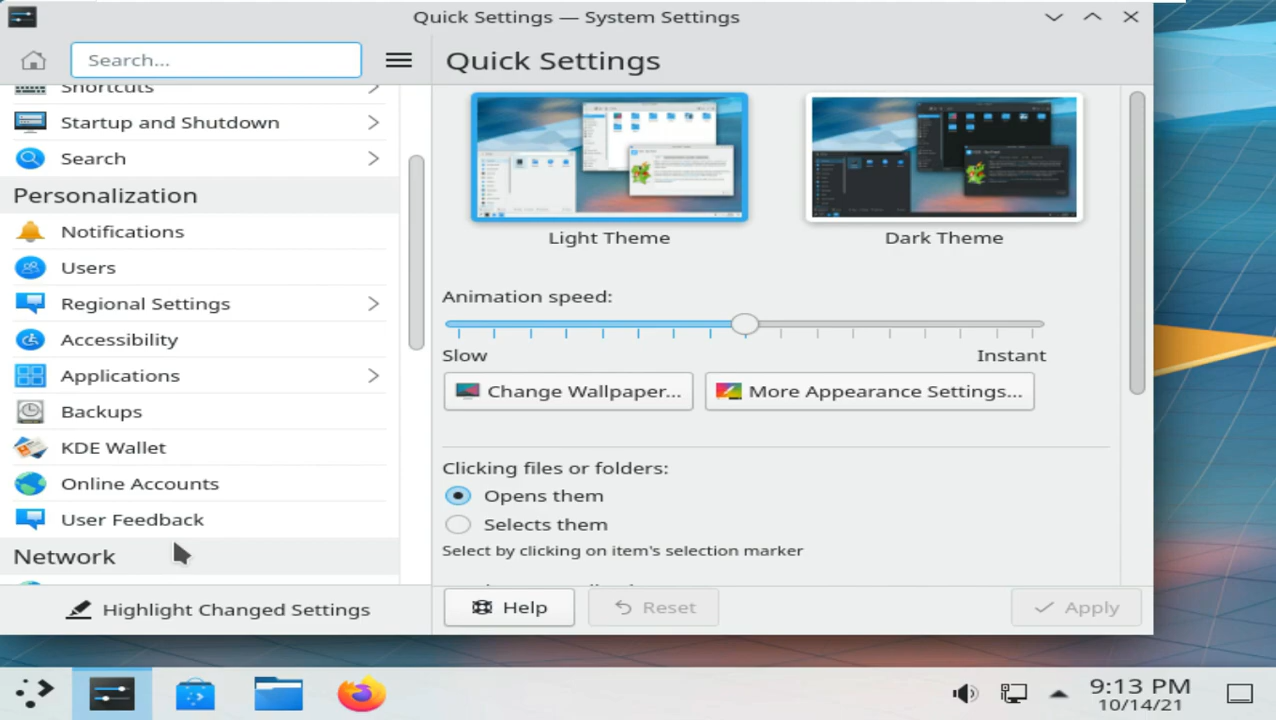 Quick Settings — System Settings
Search...
Quick Settings
Shortcuts
Startup and Shutdown
Search
Personalization
Notifications
Users
Regional Settings
Accessibility
Applications
Backups
KDE Wallet
Online Accounts
User Feedback
Network
Highlight Changed Settings
Light Theme
Dark Theme
Animation speed:
Slow
Instant
Change Wallpaper...
More Appearance Settings...
Clicking files or folders:
Opens them
Selects them
Select by clicking on item's selection marker
Help
Reset
Apply
9:13 PM
10/14/21